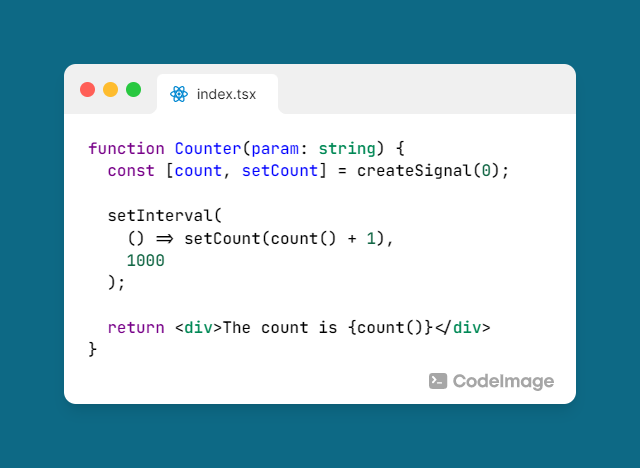 index.tsx
function Counter(param: string) {
  const [count, setCount] = createSignal(0);

  setInterval(
    () => setCount(count() + 1),
    1000
  );

  return <div>The count is {count()}</div>
}
CodeImage